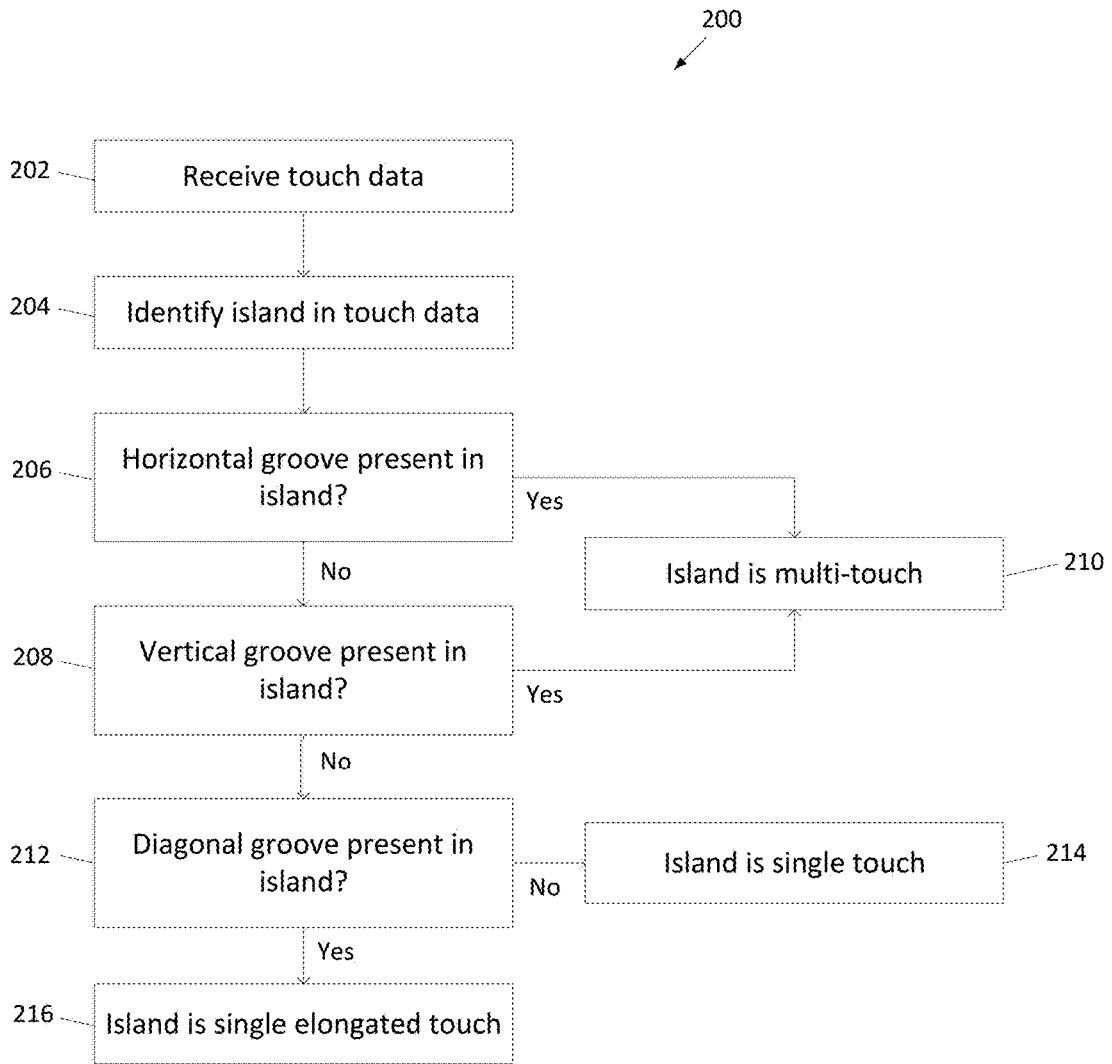 200
202
Receive touch data
204
Identify island in touch data
206
Horizontal groove present in
island?
Yes
No
Island is multi-touch
210
208
Vertical groove present in
island?
Yes
No
212
Diagonal groove present in
island?
No
Island is single touch
214
Yes
216
Island is single elongated touch